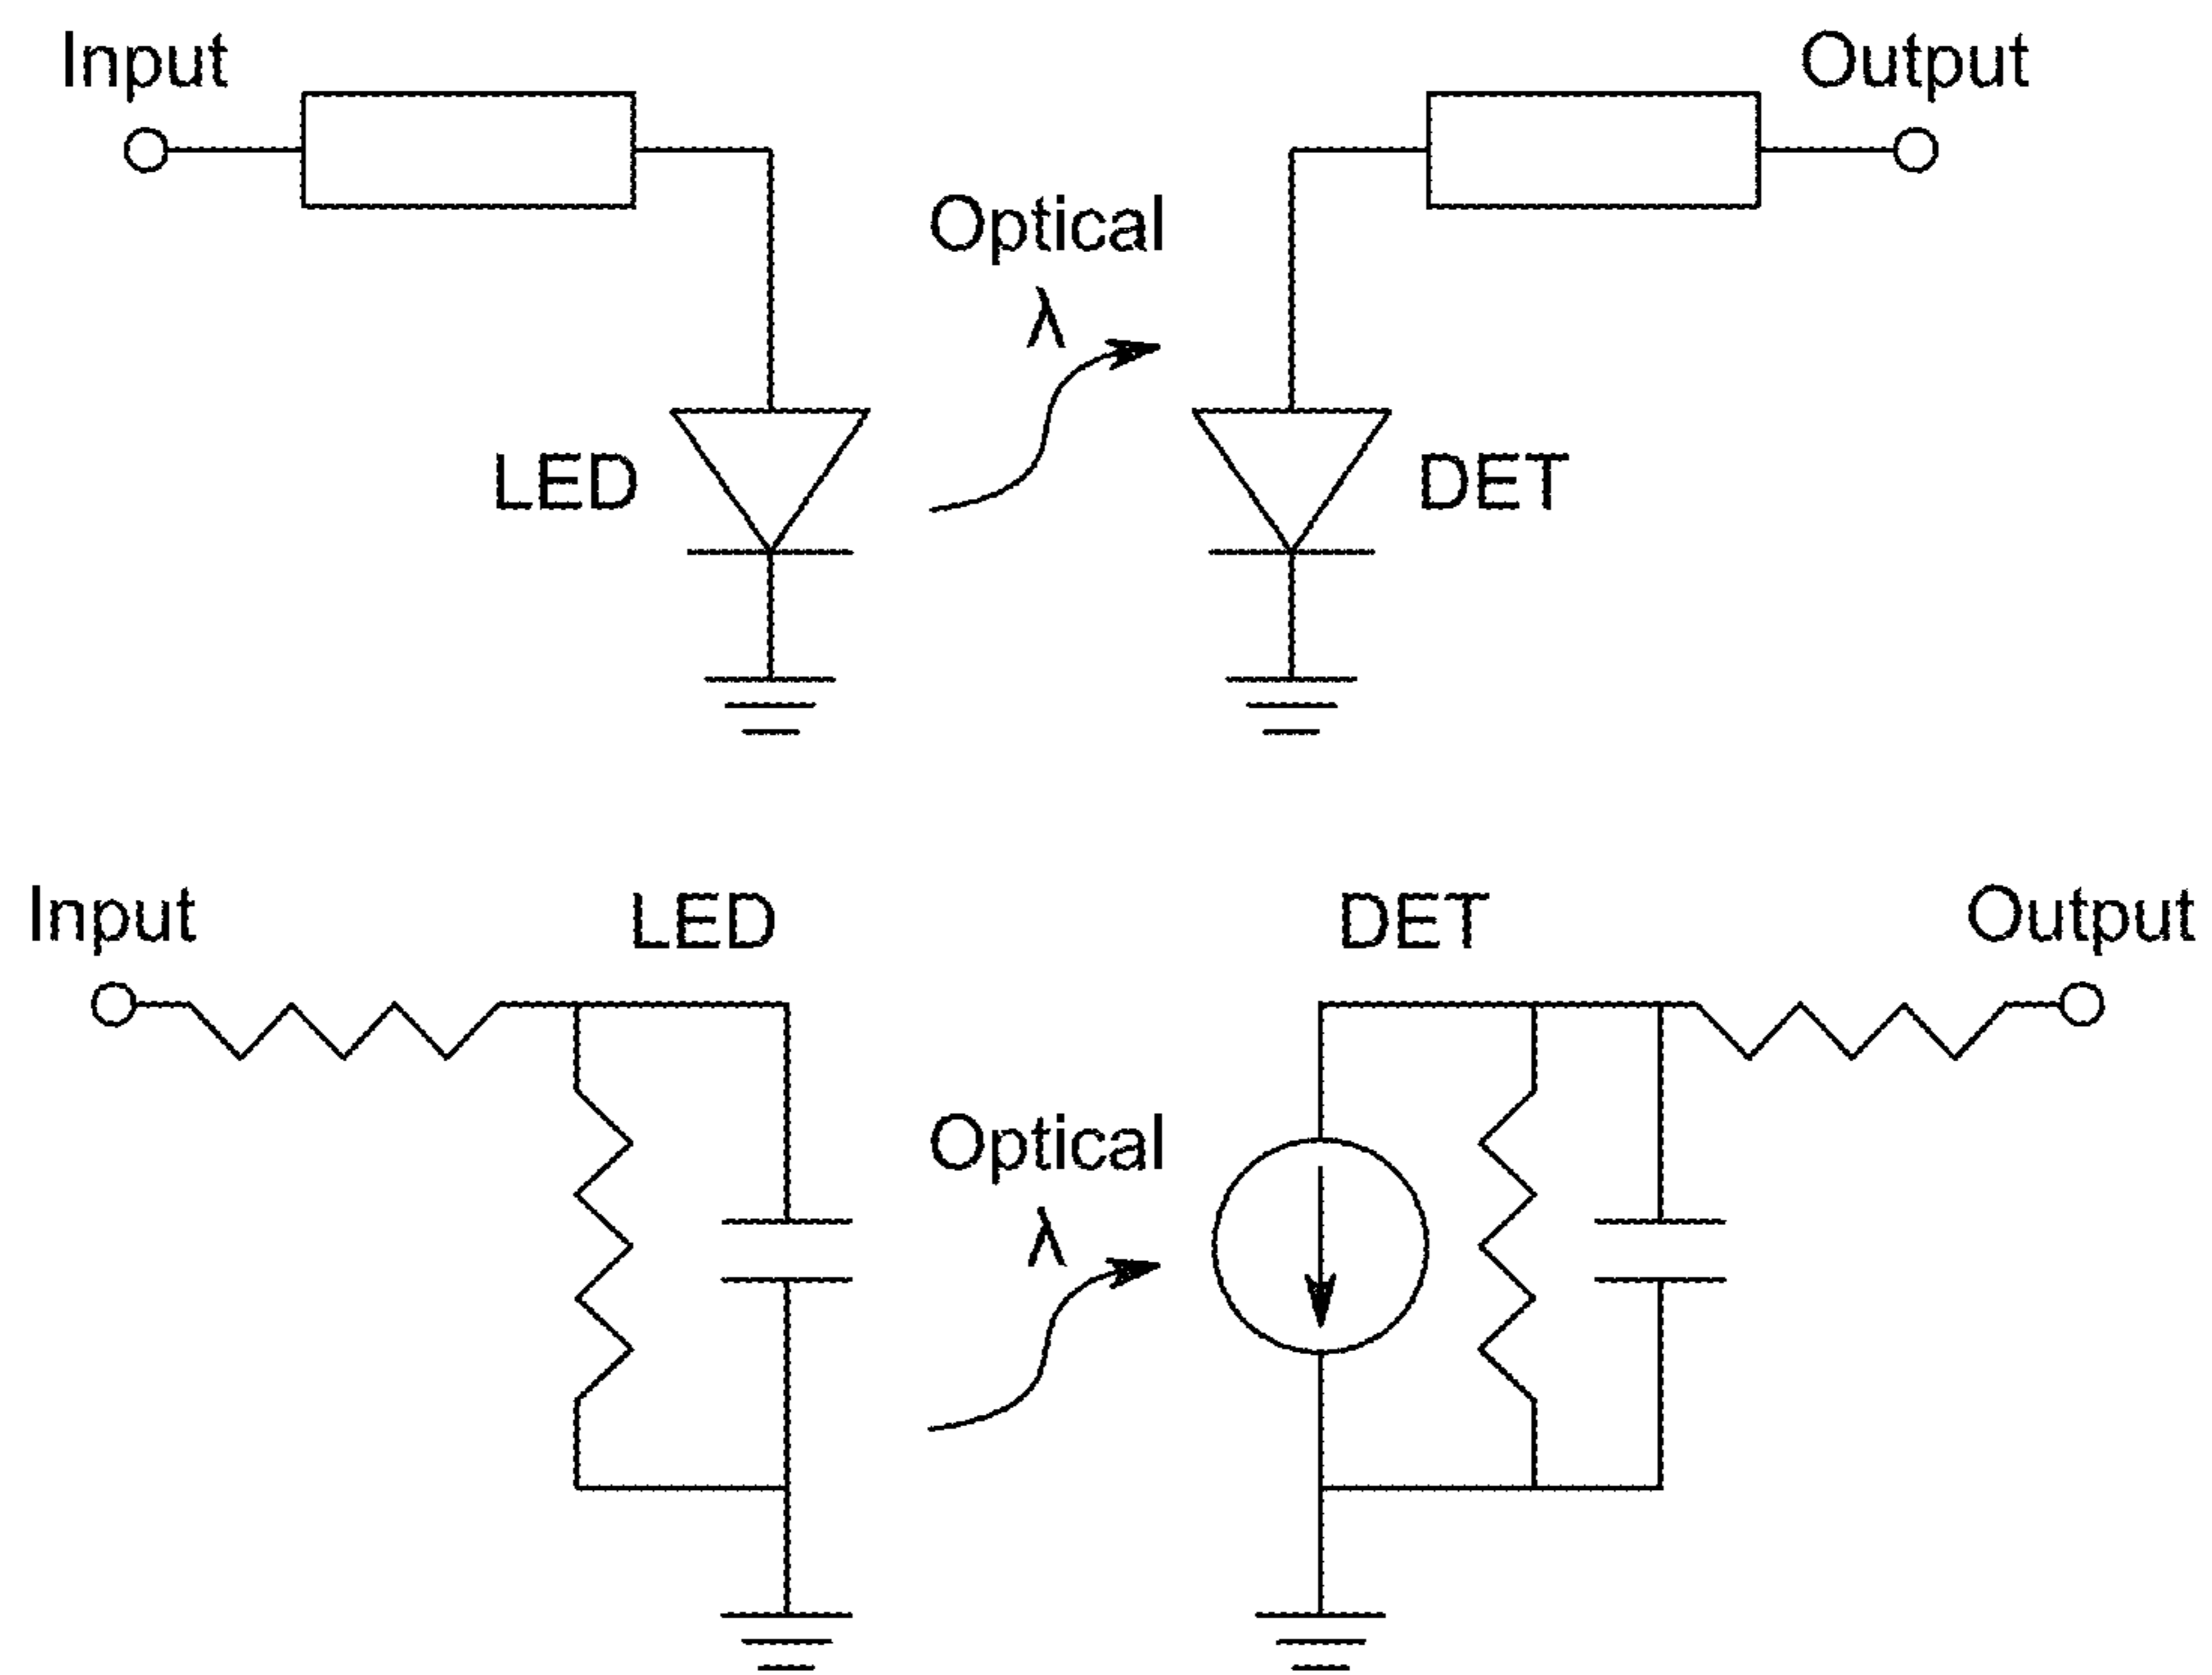 Input
Output
Optical
λ
LED
DET
Input
LED
DET
Output
Optical
λ